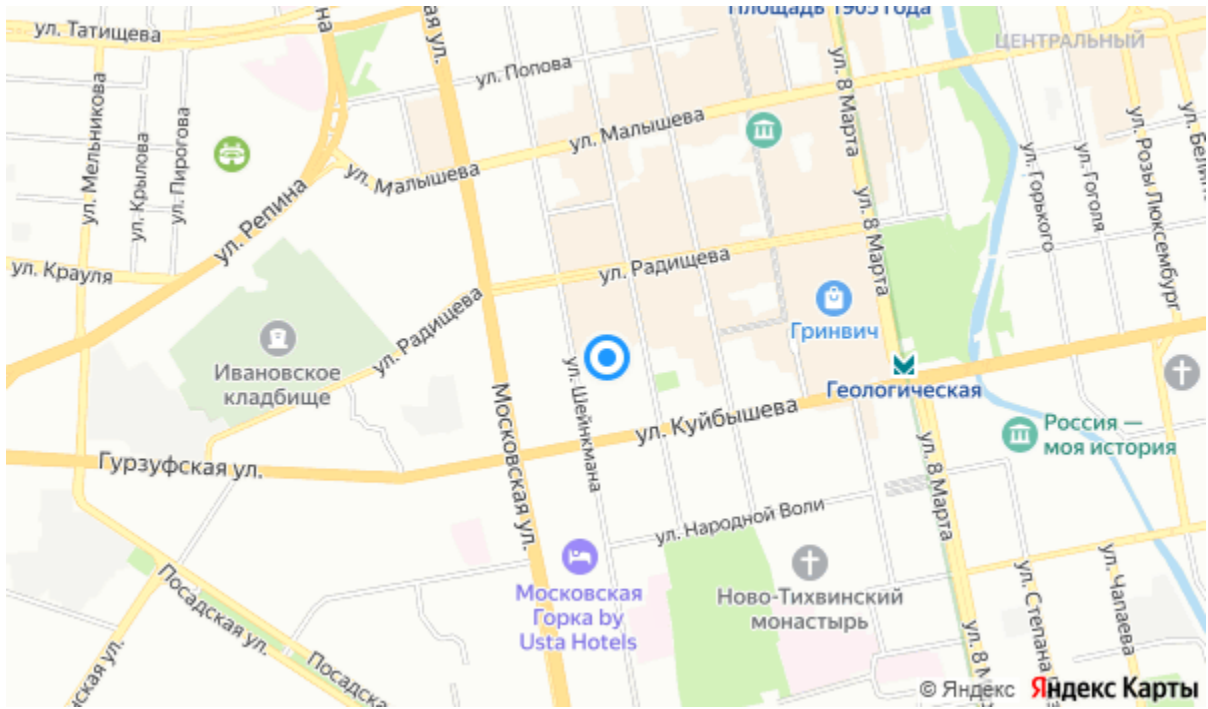 Площадь 1905 года
ул. Татищева
ЦЕНТРАЛЬНЫЙ
ул. Попова
ул. 8 Марта
ул. Малышева
ул. Малышева
ул. Мельникова
ул. Крылова
ул. Пирогова
ул. Горького
ул. Гоголя
ул. Розы Люксембург
ул. Репина
ул. 8 Марта
ул. Крауля
ул. Радищева
ул. Радищева
Гринвич
Ивановское
кладбище
ул. Шейнкмана
Московская ул.
Геологическая
ул. Куйбышева
Россия —
моя история
Гурзуфская ул.
ул. 8 Марта
ул. Народной Воли
Посадская ул.
Московская
Горка by
Usta Hotels
Ново-Тихвинский
монастырь
ул. Степана
ул. Чапаева
© Яндекс Яндекс Карты